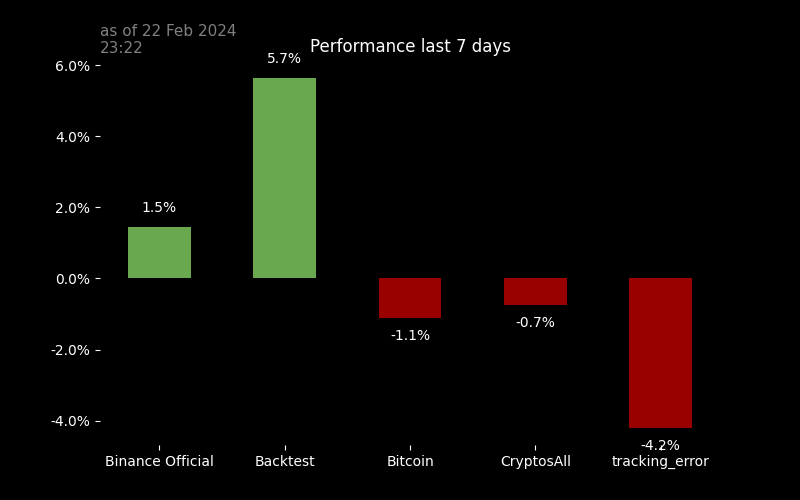 as of 22 Feb 2024
23:22
Performance last 7 days
6.0%
4.0%
2.0%
0.0%
-2.0%
-4.0%
1.5%
5.7%
-1.1%
-0.7%
-4.2%
Binance Official
Backtest
Bitcoin
CryptosAll
tracking_error